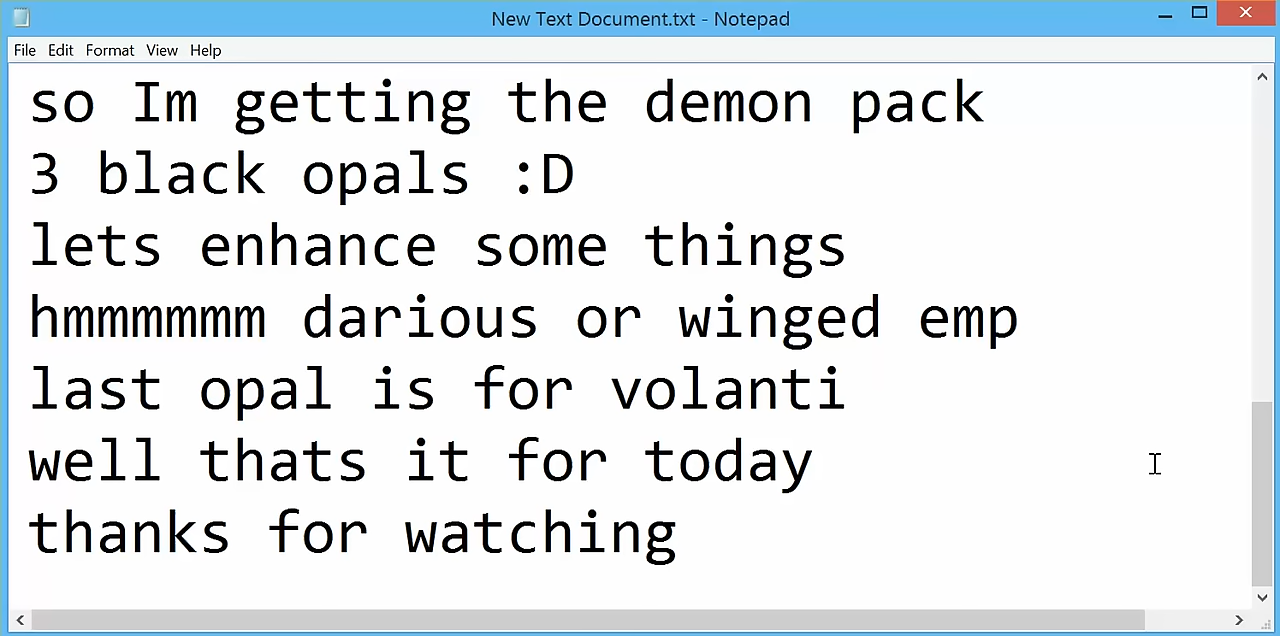 New Text Document.txt - Notepad
File Edit Format View Help
so Im getting the demon pack
3 black opals :D
lets enhance some things
hmmmmmm darious or winged emp
last opal is for volanti
well thats it for today
thanks for watching